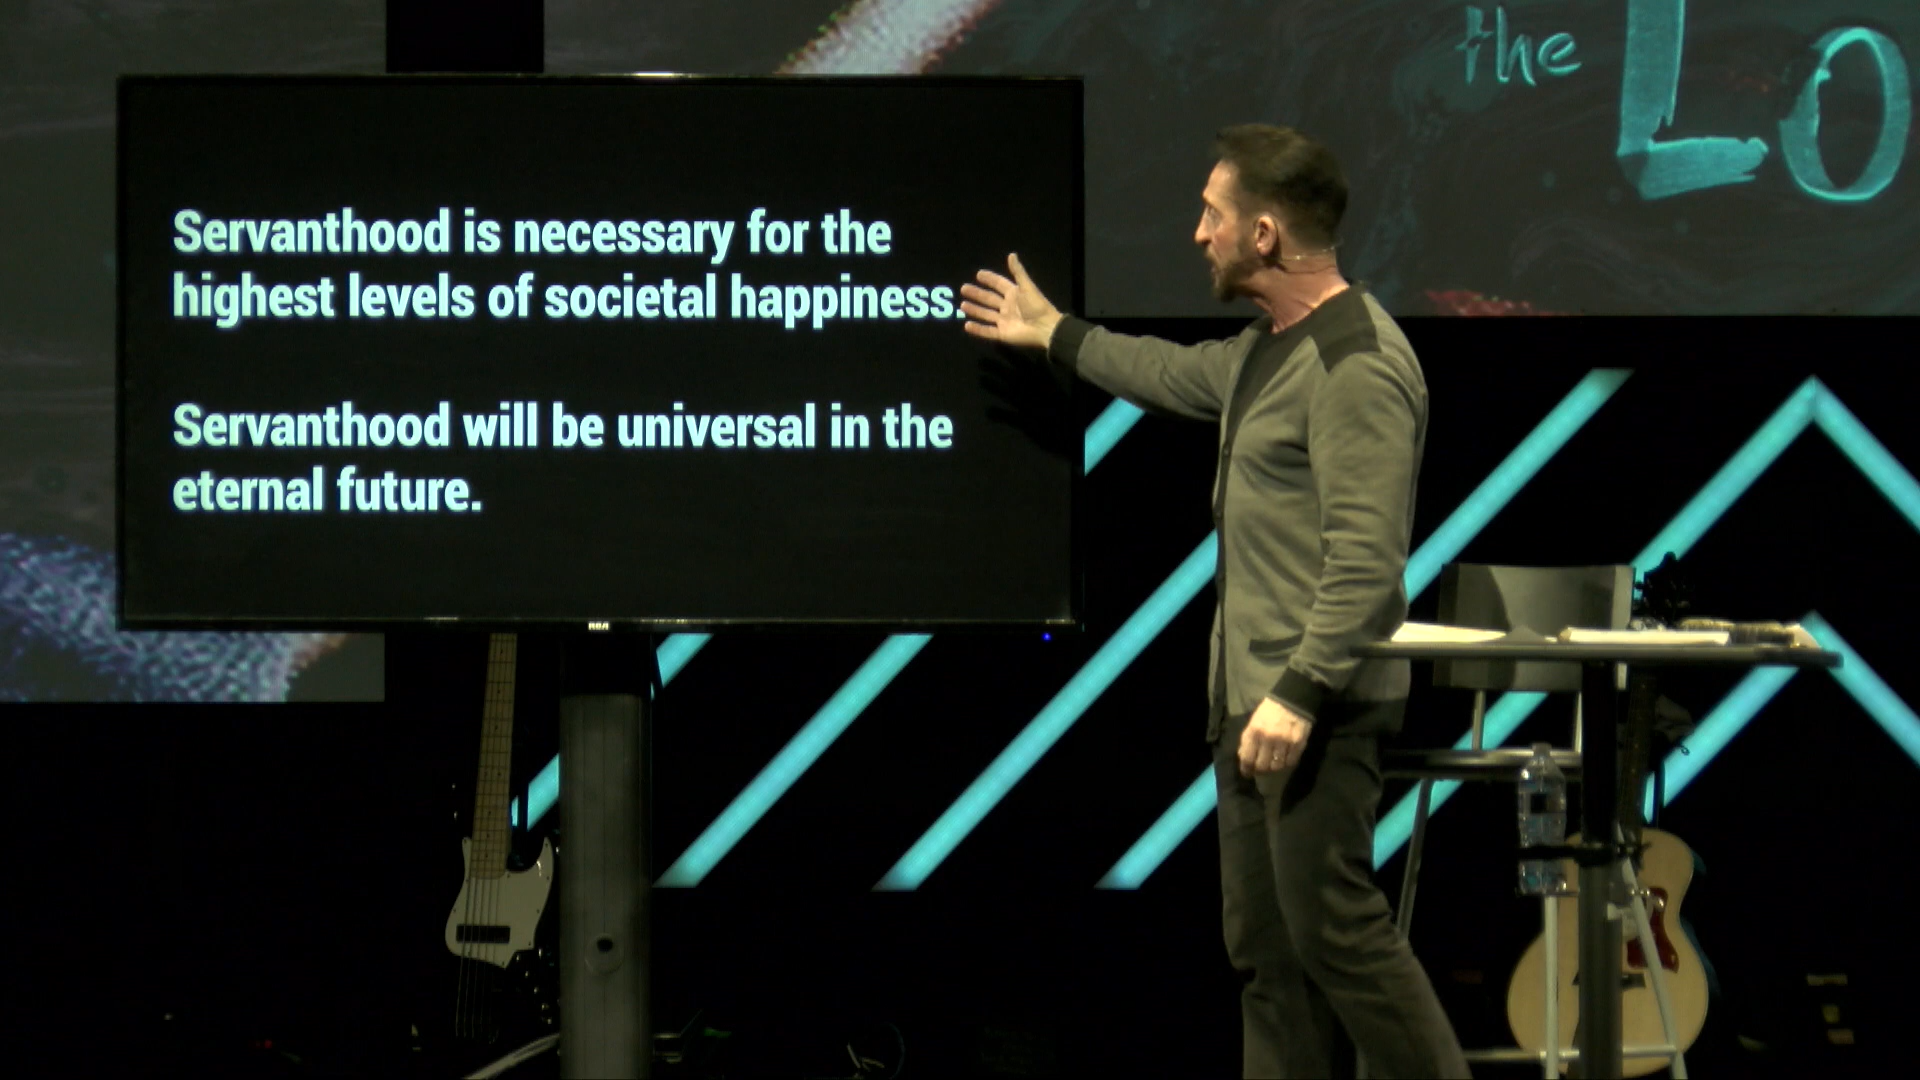 the
LO
Servanthood is necessary for the
highest levels of societal happiness.
Servanthood will be universal in the
eternal future.
RCA